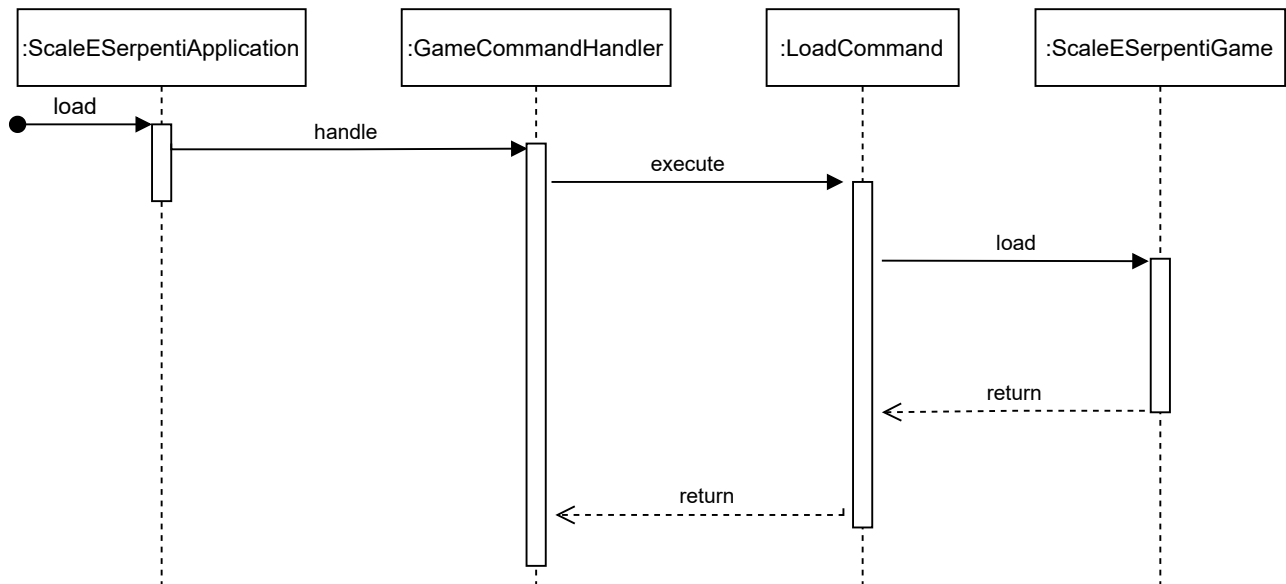 :ScaleESerpentiApplication
:GameCommandHandler
:LoadCommand
:ScaleESerpentiGame
load
handle
execute
load
return
return